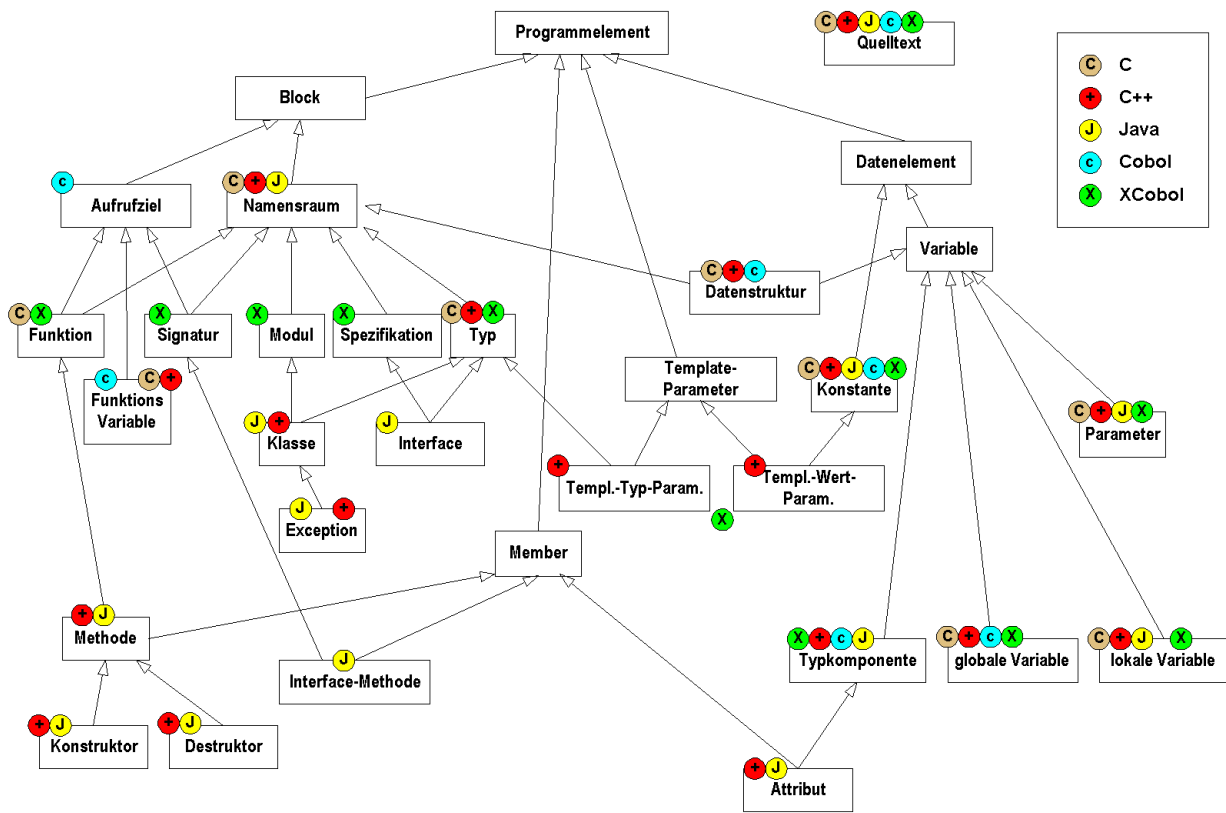 Programmelement
C + J c X
Quelltext
C C
+ C++
J Java
c Cobol
X XCobol
Block
Datenelement
c
Aufrufziel
C + J
Namensraum
Variable
C + c
Datenstruktur
C X
Funktion
X
Signatur
X
Modul
X
Spezifikation
C + X
Typ
Template-
Parameter
C + J c X
Konstante
c C +
Funktions
Variable
J +
Klasse
J
Interface
C + J X
Parameter
+
Templ.-Typ-Param.
+
Templ.-Wert-
Param.
X
J +
Exception
Member
+ J
Methode
J
Interface-Methode
X + c J
Typkomponente
C + c X
globale Variable
C + J X
lokale Variable
+ J
Konstruktor
+ J
Destruktor
+ J
Attribut